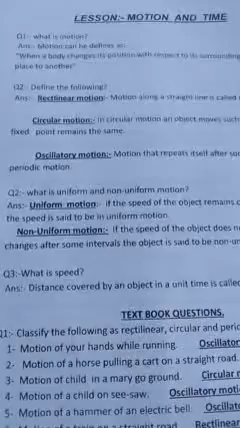 LESSON:- MOTION AND TIME
Q1:- what is motion?
Ans:- Motion can be defines as:
"When a body changes its position with respect to its surrounding
place to another"
Q2:- Define the following?
Ans:- Rectlinear motion:- Motion along a straight line is called
Circular motion:- In circular motion an object moves such
fixed point remains the same.
Oscillatory motion:- Motion that repeats itself after
periodic motion.
Q2:- what is uniform and non-uniform motion?
Ans:- Uniform motion:- If the speed of the object remains
the speed is said to be in uniform motion.
Non-Uniform motion:- If the speed of the object does
changes after some intervals the object is said to be
Q3:-What is speed?
Ans:- Distance covered by an object in a unit time is called
TEXT BOOK QUESTIONS.
Q1:- Classify the following as rectilinear, circular and
1- Motion of your hands while running.
2- Motion of a horse pulling a cart on a straight road.
3- Motion of child in a mary go ground. Circular
4- Motion of a child on see-saw. Oscillatory
5- Motion of a hammer of an electric bell.